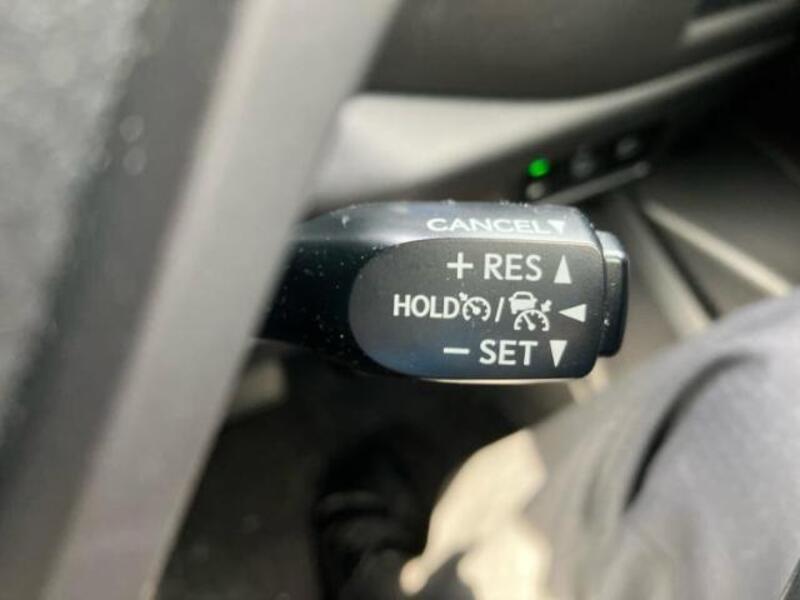 CANCEL▼
+ RES ▲
HOLD / ◀
− SET ▼